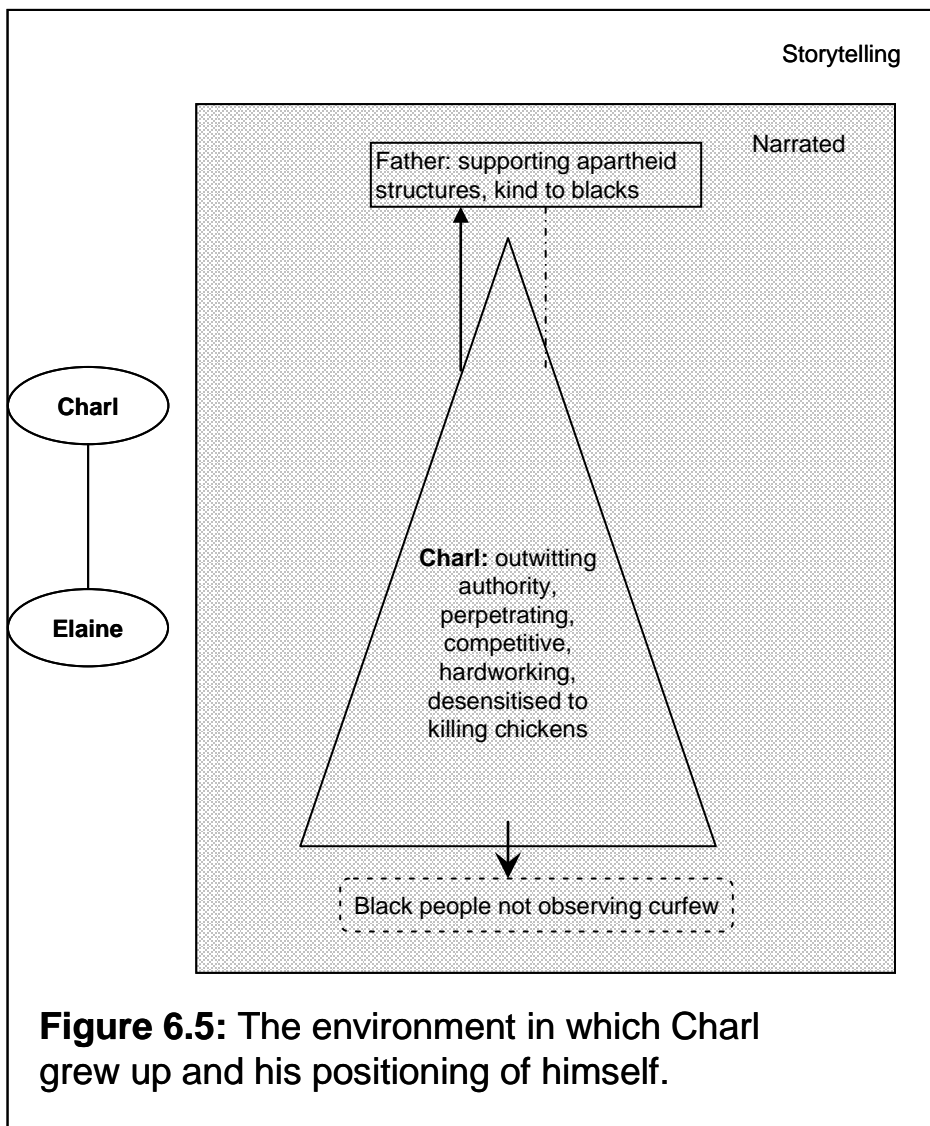 Storytelling
Narrated
Father: supporting apartheid
structures, kind to blacks
Charl
Elaine
Charl: outwitting
authority,
perpetrating,
competitive,
hardworking,
desensitised to
killing chickens
Black people not observing curfew
Figure 6.5: The environment in which Charl
grew up and his positioning of himself.